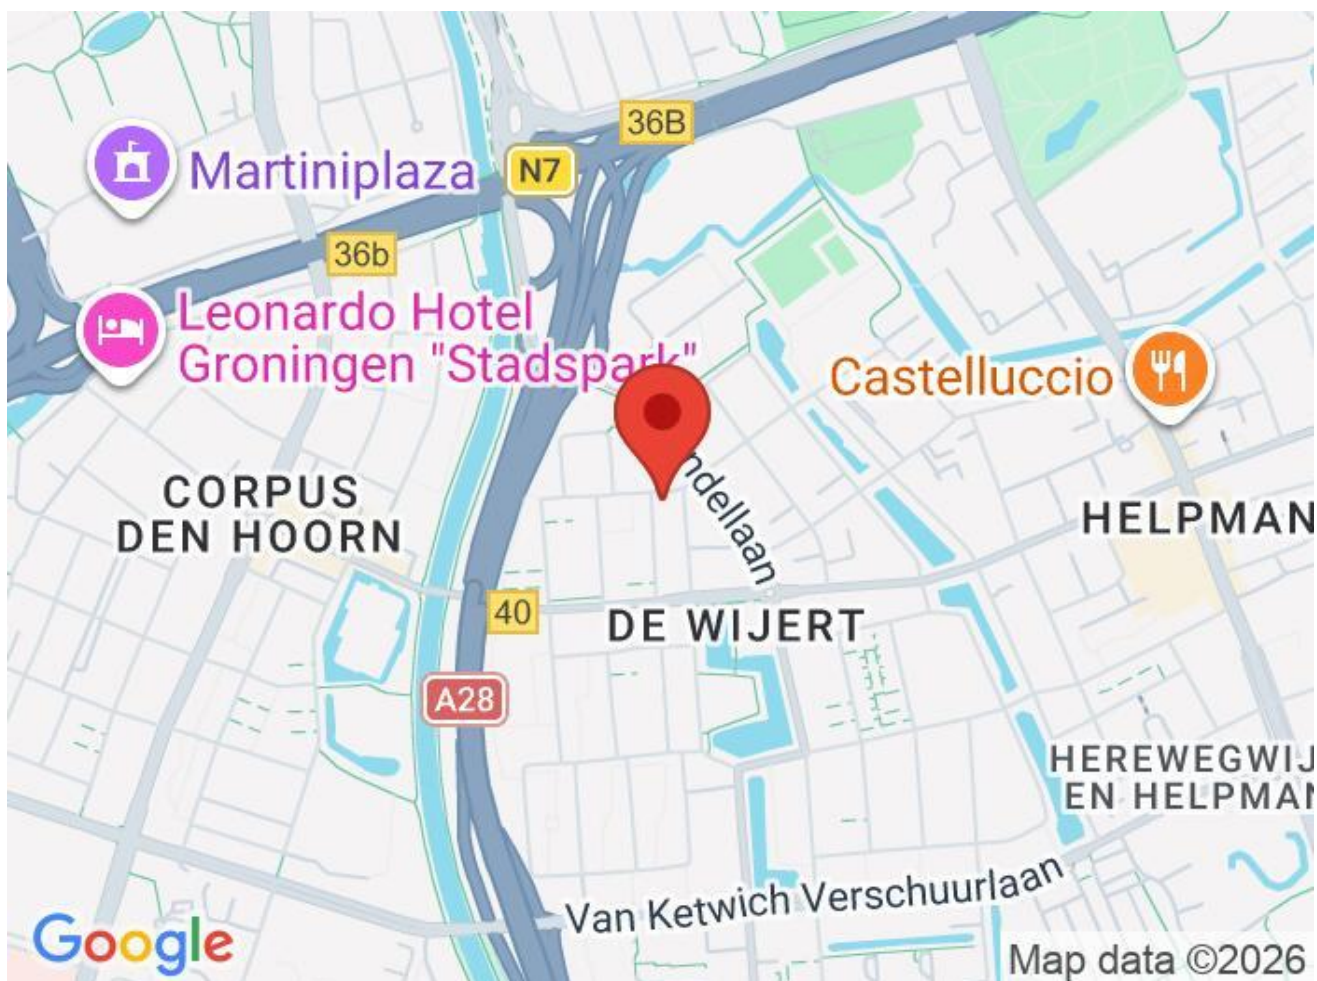 36B
Martiniplaza
N7
36b
Leonardo Hotel
Groningen "Stadspark"
Castelluccio
ndellaan
CORPUS
DEN HOORN
HELPMAN
40
DE WIJERT
A28
HEREWEGWIJ
EN HELPMAN
Van Ketwich Verschuurlaan
Google
Map data ©2026